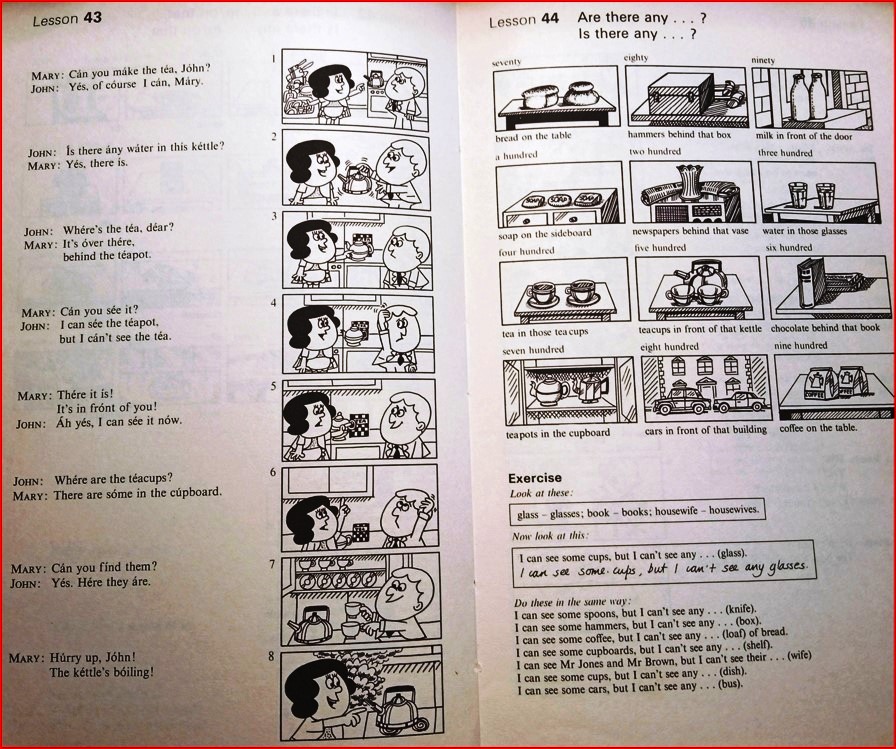 Lesson 43
1
MARY: Cán you máke the téa, Jóhn?
JOHN: Yés, of cóurse I cán, Máry.
2
JOHN: Ís there ány wáter in this kéttle?
MARY: Yés, there is.
3
JOHN: Whére's the téa, déar?
MARY: It's óver thére,
behind the téapot.
4
MARY: Cán you sée it?
JOHN: I can sée the téapot,
but I cán't see the téa.
5
MARY: Thére it is!
It's in frónt of you!
JOHN: Áh yés, I can sée it nów.
6
JOHN: Whére are the téacups?
MARY: There are sóme in the cúpboard.
7
MARY: Cán you fínd them?
JOHN: Yés. Hére they áre.
8
MARY: Húrry up, Jóhn!
The kéttle's bóiling!
Lesson 44 Are there any . . . ?
Is there any . . . ?
seventy eighty ninety
bread on the table hammers behind that box milk in front of the door
a hundred two hundred three hundred
SOAP SOAP SOAP
soap on the sideboard newspapers behind that vase water in those glasses
four hundred five hundred six hundred
tea in those teacups teacups in front of that kettle chocolate behind that book
seven hundred eight hundred nine hundred
COFFEE COFFEE
teapots in the cupboard cars in front of that building coffee on the table.
Exercise
Look at these:
glass – glasses; book – books; housewife – housewives.
Now look at this:
I can see some cups, but I can't see any . . . (glass).
I can see some cups, but I can't see any glasses.
Do these in the same way:
I can see some spoons, but I can't see any . . . (knife).
I can see some hammers, but I can't see any . . . (box).
I can see some coffee, but I can't see any . . . (loaf) of bread.
I can see some cupboards, but I can't see any . . . (shelf).
I can see Mr Jones and Mr Brown, but I can't see their . . . (wife)
I can see some cups, but I can't see any . . . (dish).
I can see some cars, but I can't see any . . . (bus).